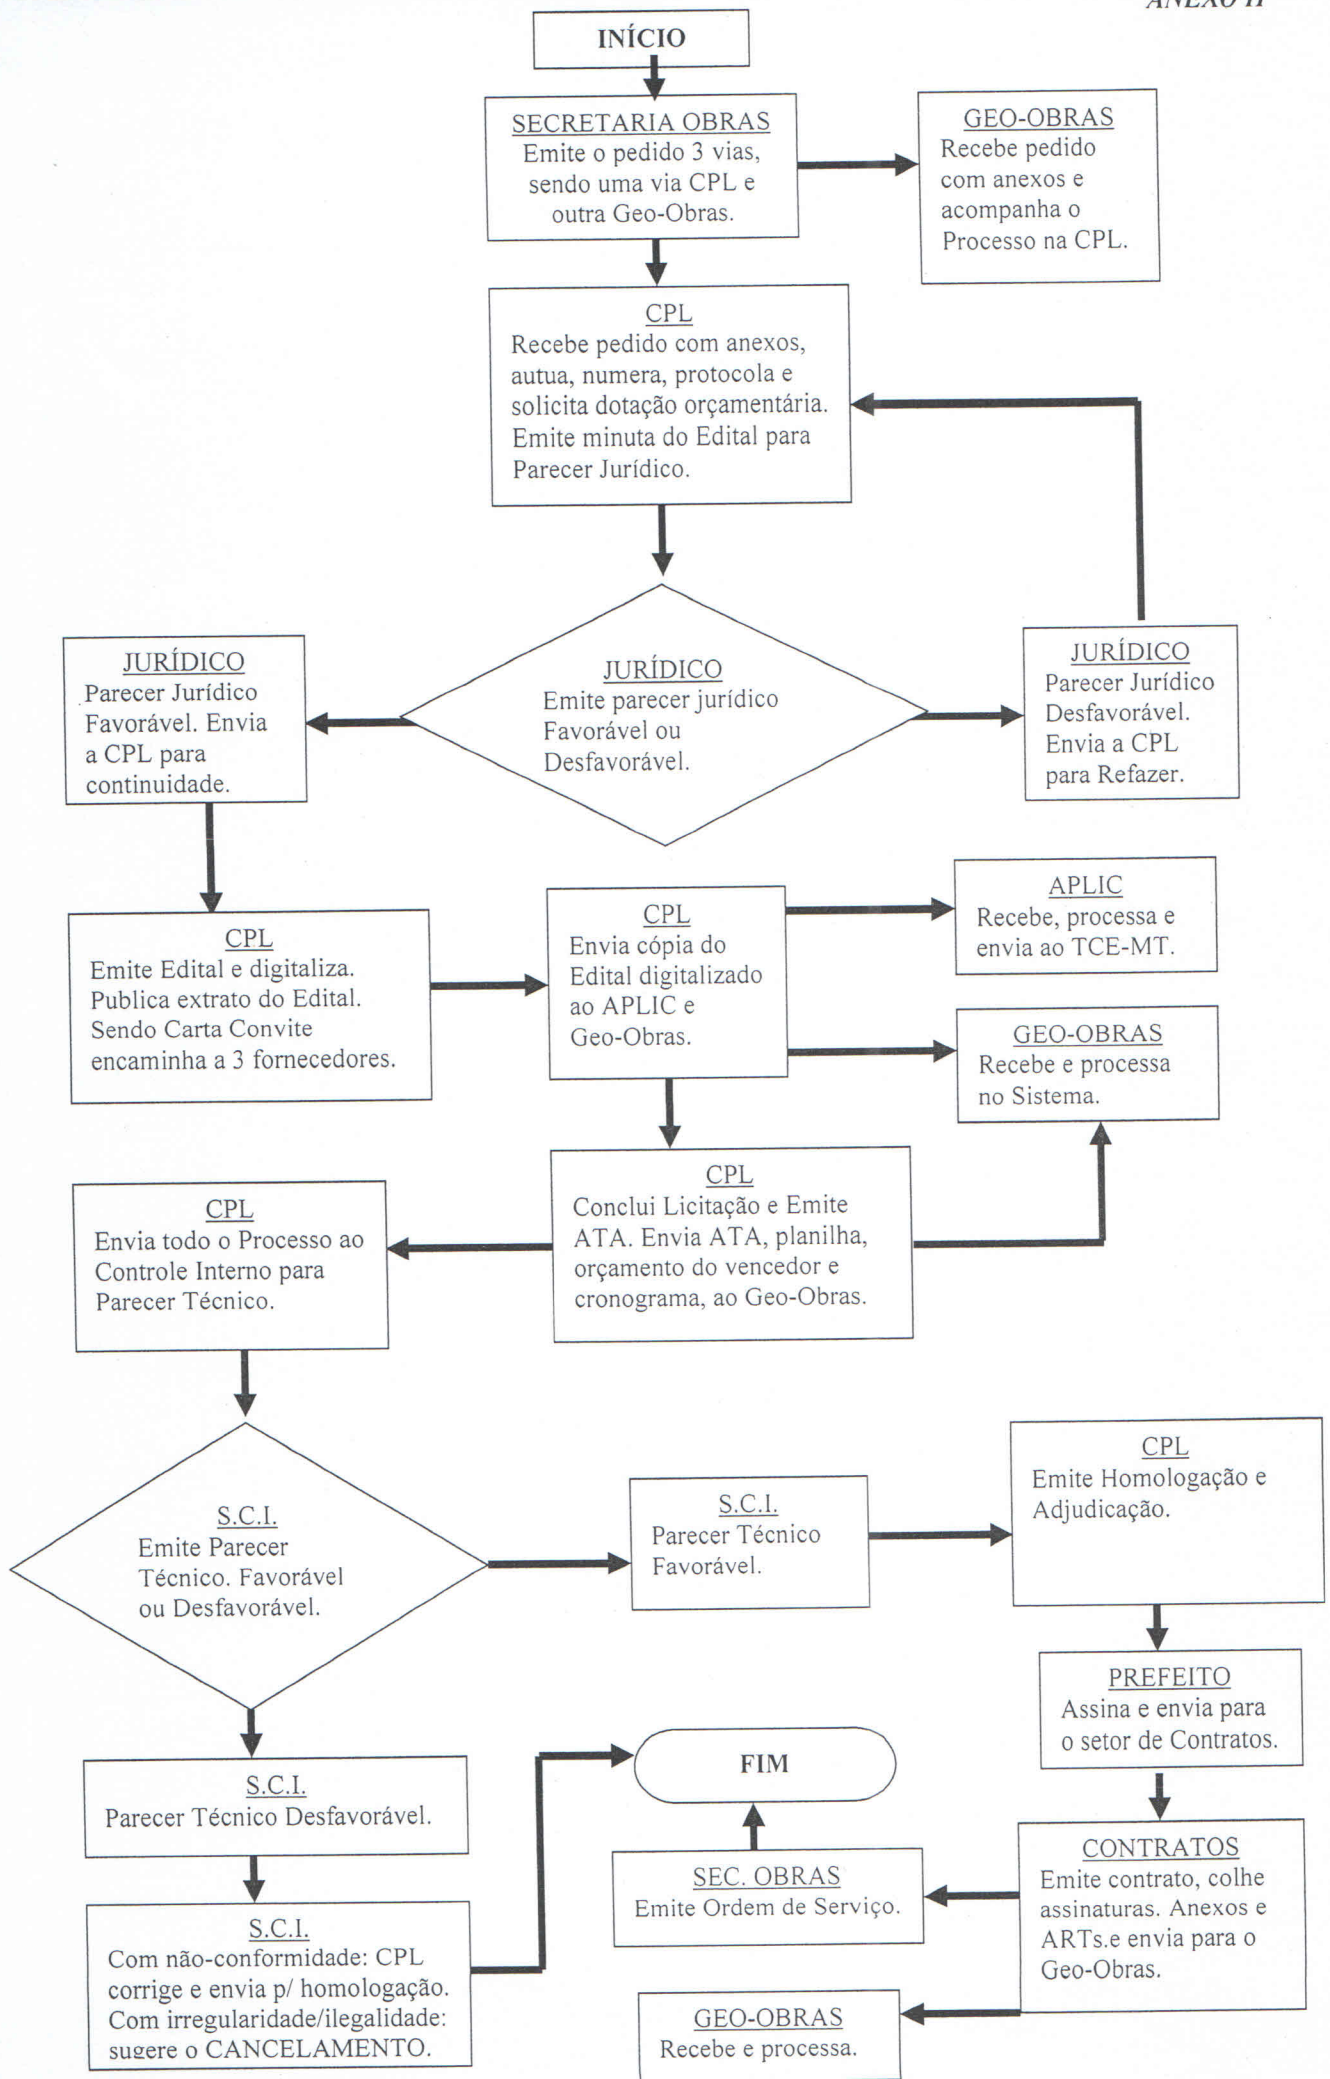 ANEXO II
INÍCIO
SECRETARIA OBRAS
Emite o pedido 3 vias,
sendo uma via CPL e
outra Geo-Obras.
GEO-OBRAS
Recebe pedido
com anexos e
acompanha o
Processo na CPL.
CPL
Recebe pedido com anexos,
autua, numera, protocola e
solicita dotação orçamentária.
Emite minuta do Edital para
Parecer Jurídico.
JURÍDICO
Parecer Jurídico
Favorável. Envia
a CPL para
continuidade.
JURÍDICO
Emite parecer jurídico
Favorável ou
Desfavorável.
JURÍDICO
Parecer Jurídico
Desfavorável.
Envia a CPL
para Refazer.
CPL
Emite Edital e digitaliza.
Publica extrato do Edital.
Sendo Carta Convite
encaminha a 3 fornecedores.
CPL
Envia cópia do
Edital digitalizado
ao APLIC e
Geo-Obras.
APLIC
Recebe, processa e
envia ao TCE-MT.
GEO-OBRAS
Recebe e processa
no Sistema.
CPL
Envia todo o Processo ao
Controle Interno para
Parecer Técnico.
CPL
Conclui Licitação e Emite
ATA. Envia ATA, planilha,
orçamento do vencedor e
cronograma, ao Geo-Obras.
S.C.I.
Emite Parecer
Técnico. Favorável
ou Desfavorável.
S.C.I.
Parecer Técnico
Favorável.
CPL
Emite Homologação e
Adjudicação.
PREFEITO
Assina e envia para
o setor de Contratos.
S.C.I.
Parecer Técnico Desfavorável.
FIM
CONTRATOS
Emite contrato, colhe
assinaturas. Anexos e
ARTs.e envia para o
Geo-Obras.
SEC. OBRAS
Emite Ordem de Serviço.
S.C.I.
Com não-conformidade: CPL
corrige e envia p/ homologação.
Com irregularidade/ilegalidade:
sugere o CANCELAMENTO.
GEO-OBRAS
Recebe e processa.